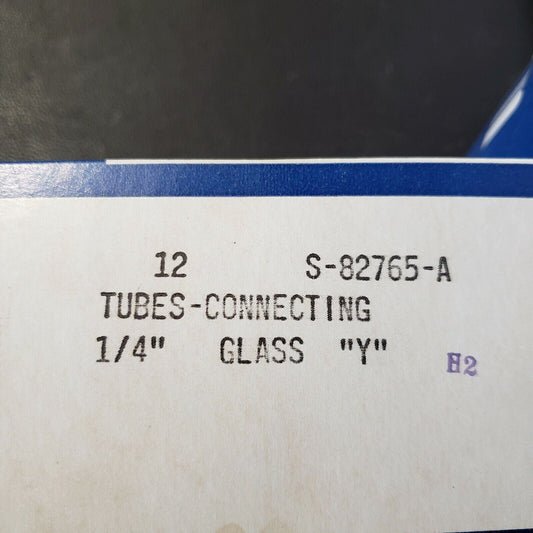 12 S-82765-A
TUBES-CONNECTING
1/4" GLASS "Y" H2